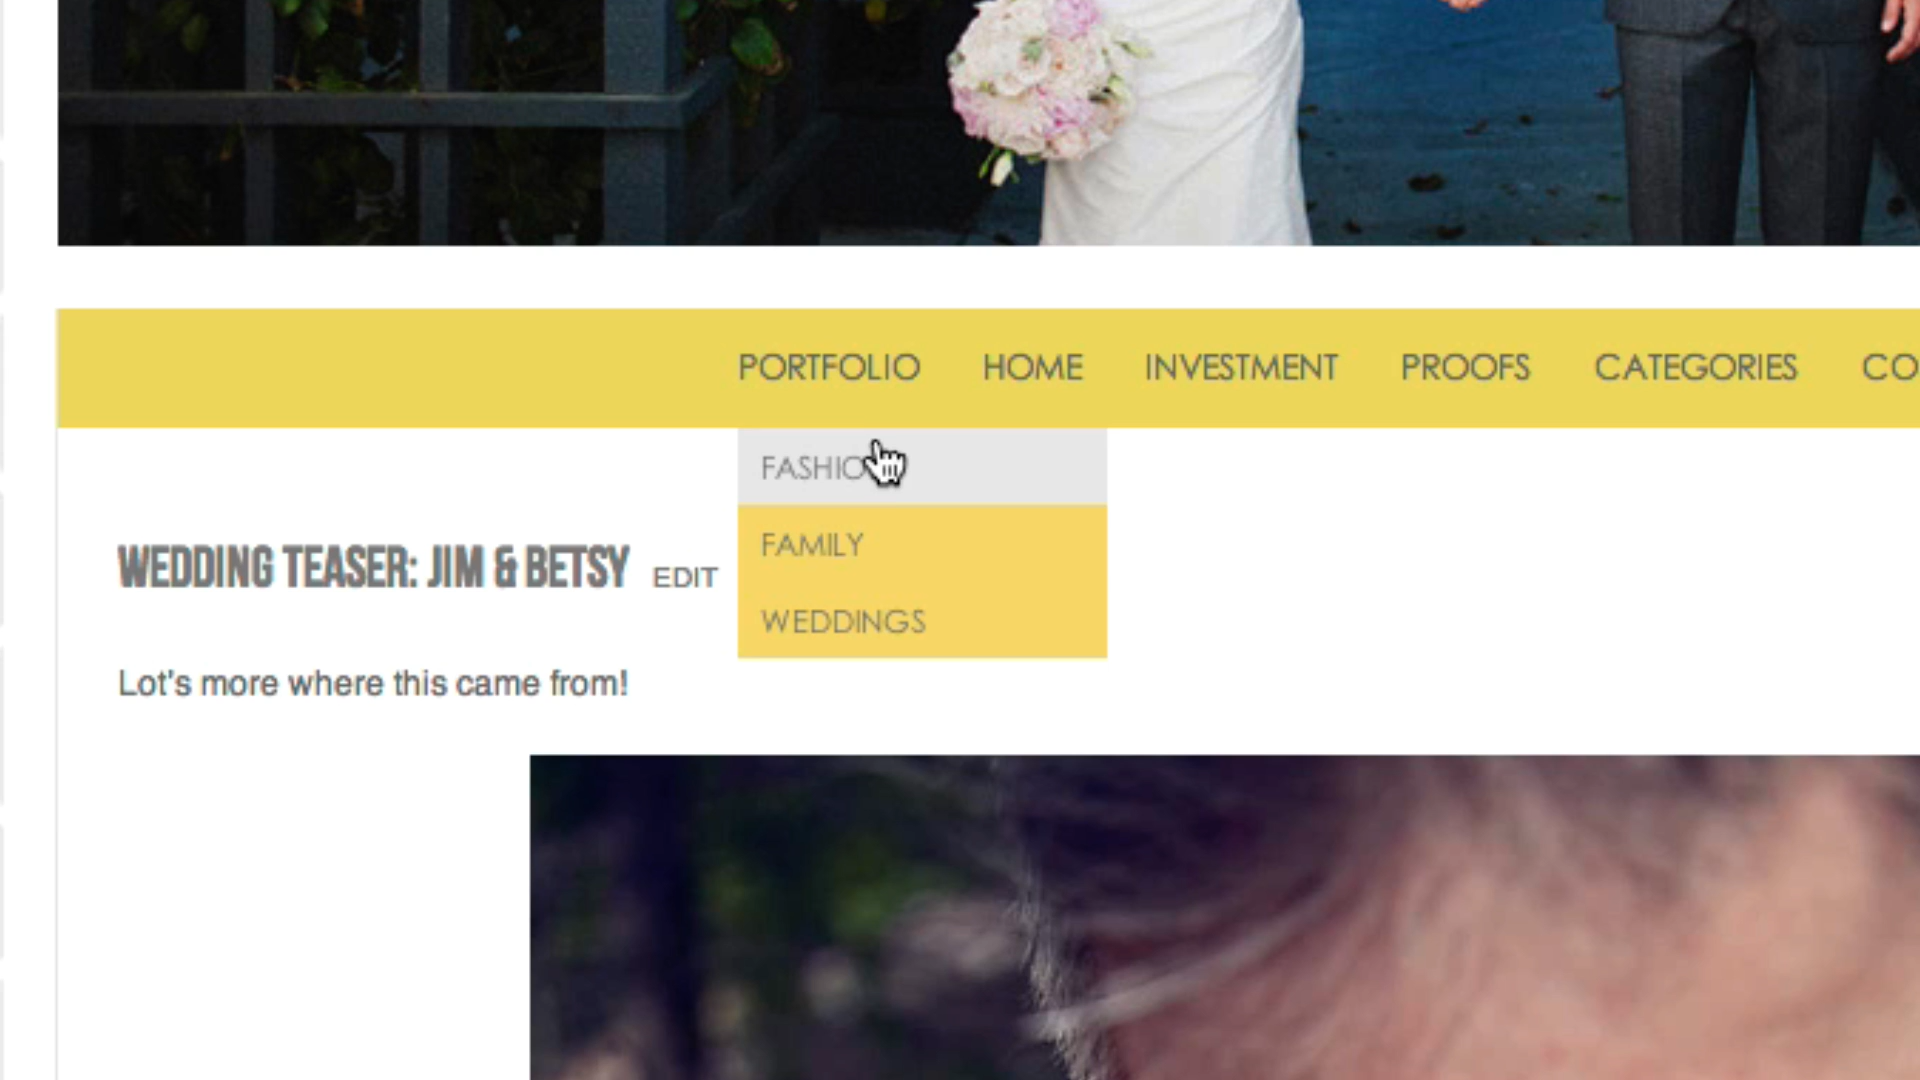 PORTFOLIO HOME INVESTMENT PROOFS CATEGORIES
FAMILY
WEDDING TEASER: JIM & BETSY EDIT
WEDDINGS
Lot's more where this came from!